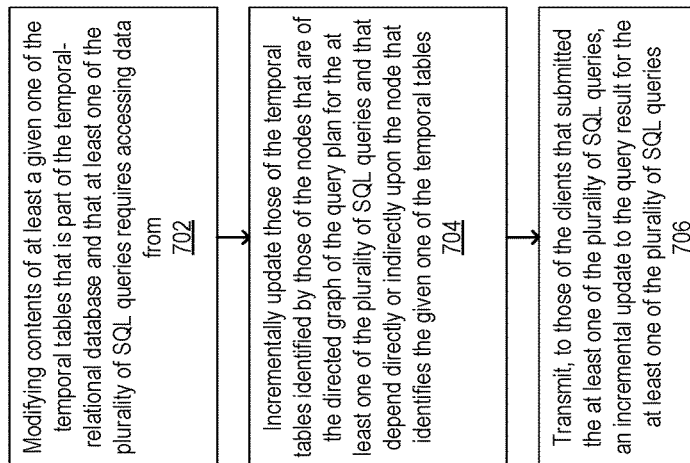 Modifying contents of at least a given one of the
temporal tables that is part of the temporal-
relational database and that at least one of the
plurality of SQL queries requires accessing data
from
702
Incrementally update those of the temporal
tables identified by those of the nodes that are of
the directed graph of the query plan for the at
least one of the plurality of SQL queries and that
depend directly or indirectly upon the node that
identifies the given one of the temporal tables
704
Transmit, to those of the clients that submitted
the at least one of the plurality of SQL queries,
an incremental update to the query result for the
at least one of the plurality of SQL queries
706